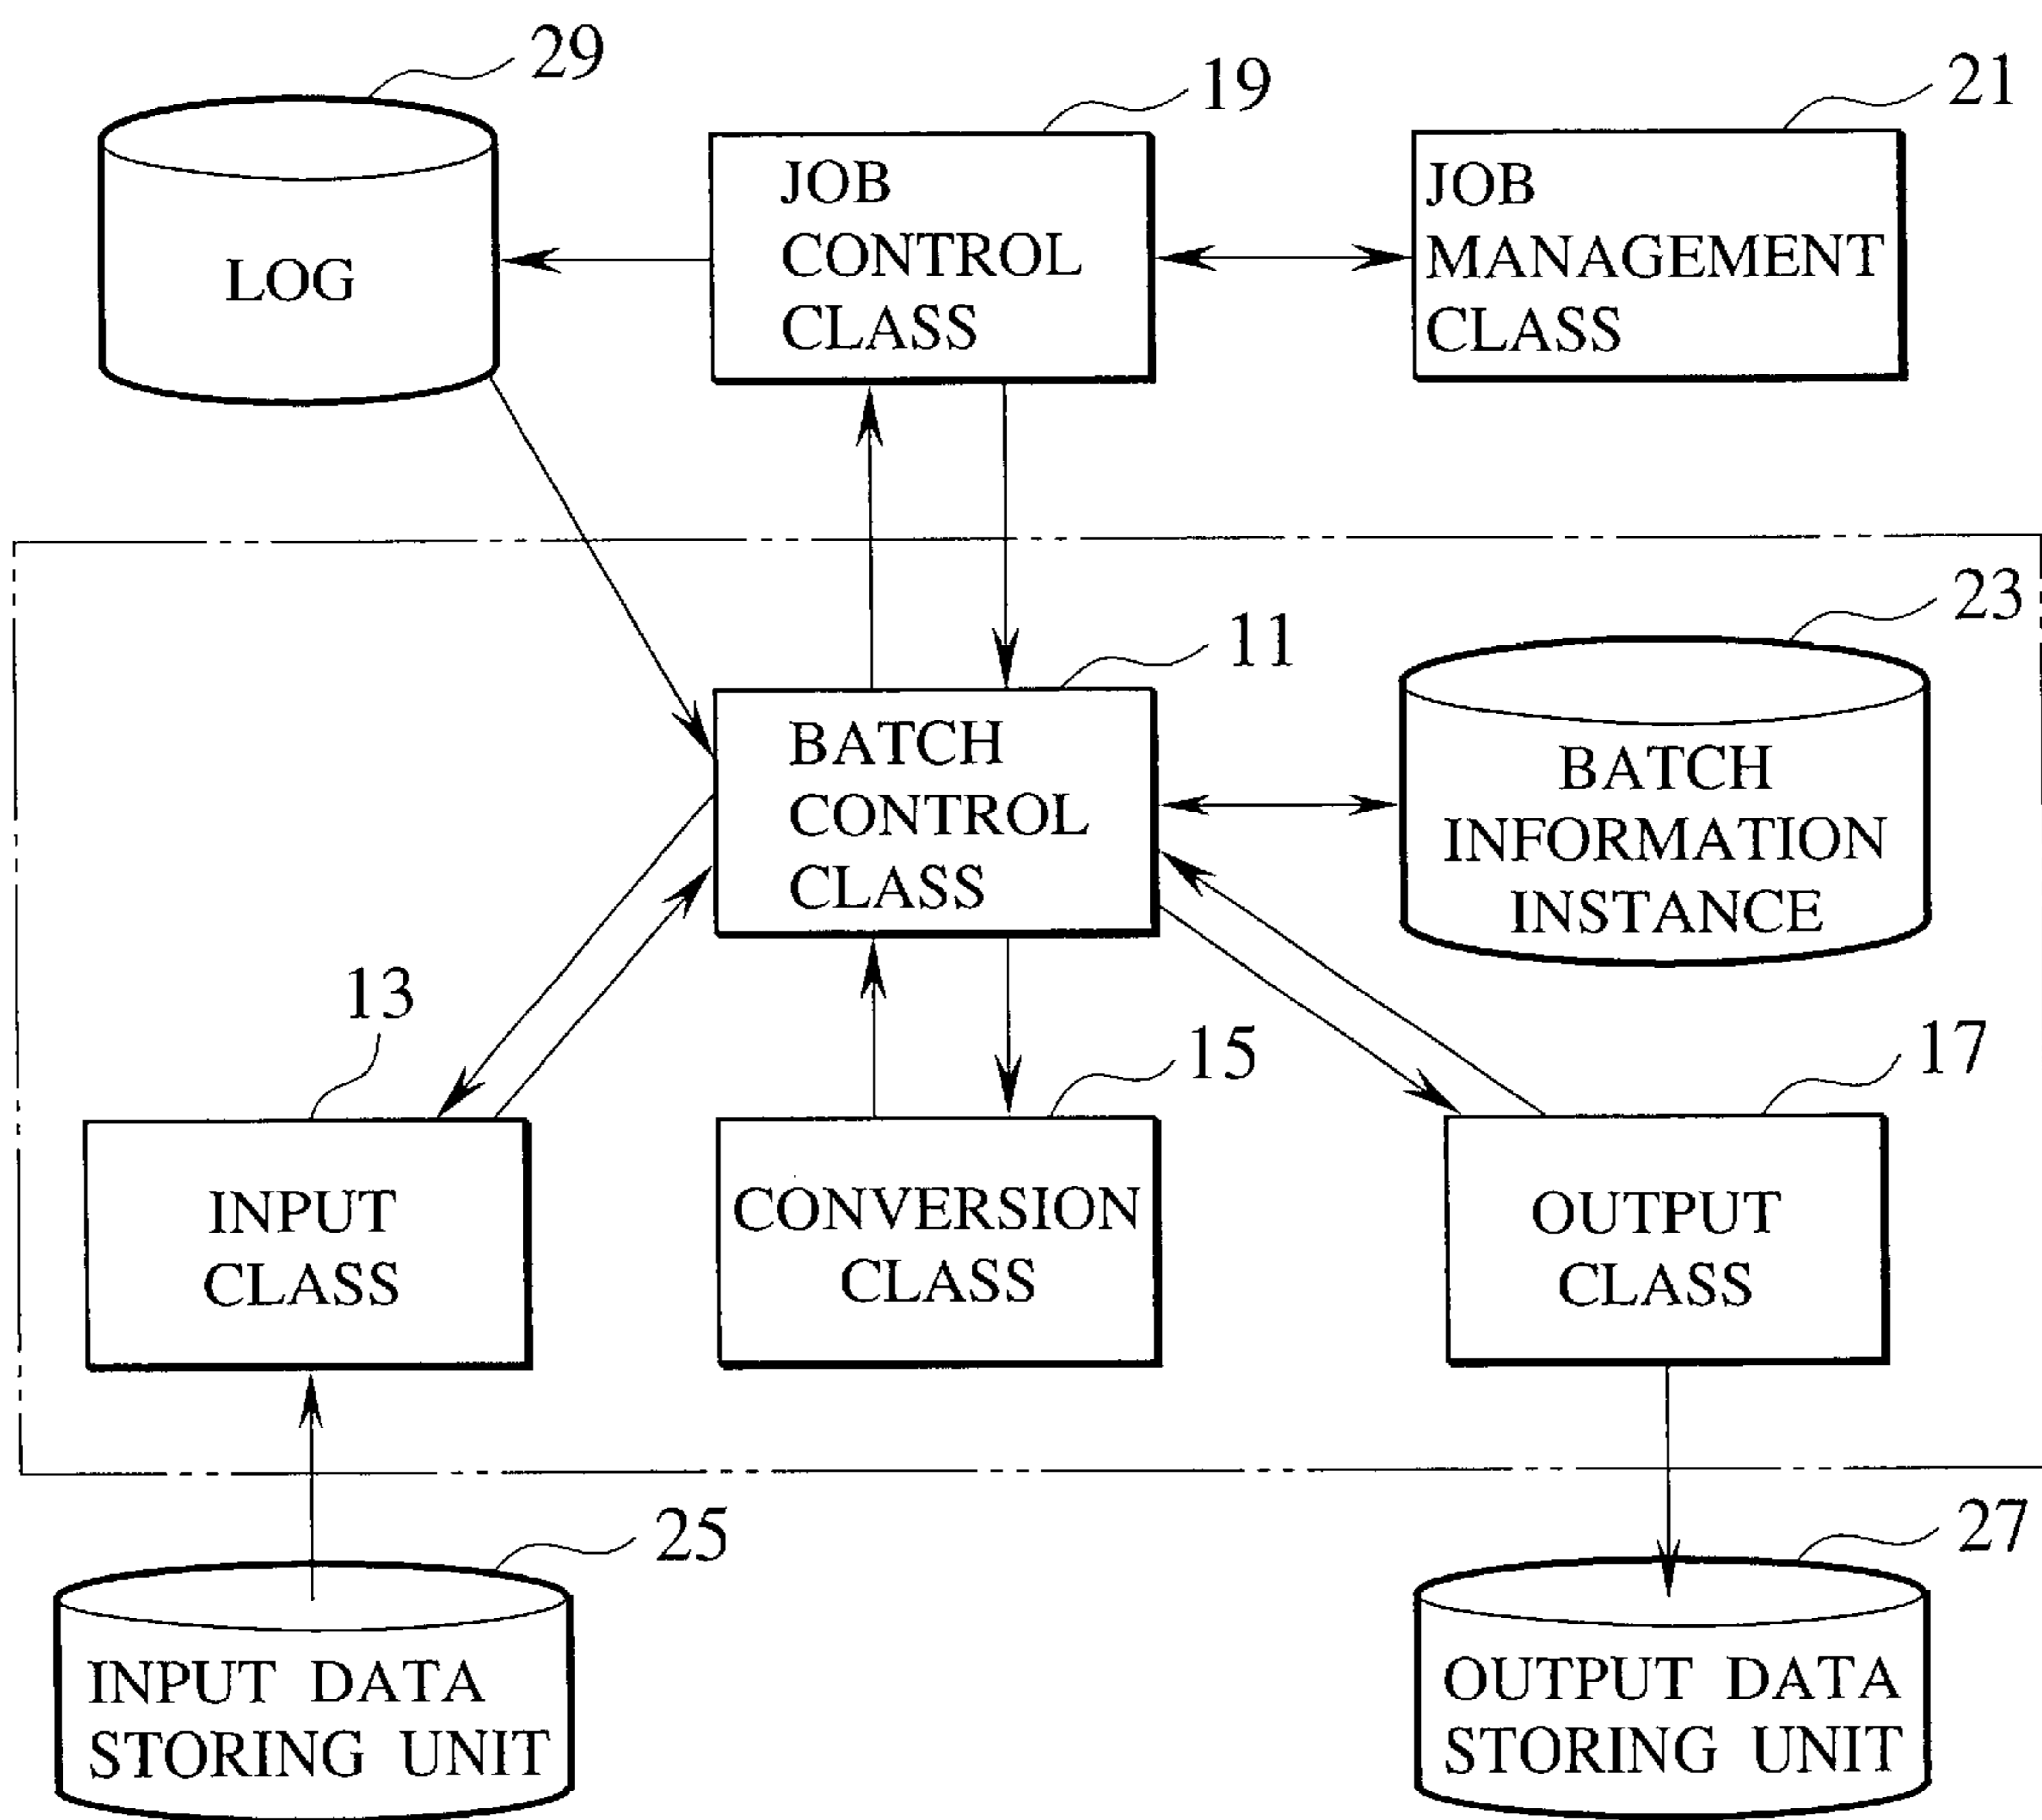 29
19
21
LOG
JOB
CONTROL
CLASS
JOB
MANAGEMENT
CLASS
23
11
BATCH
CONTROL
CLASS
BATCH
INFORMATION
INSTANCE
13
15
17
INPUT
CLASS
CONVERSION
CLASS
OUTPUT
CLASS
25
27
INPUT DATA
STORING UNIT
OUTPUT DATA
STORING UNIT